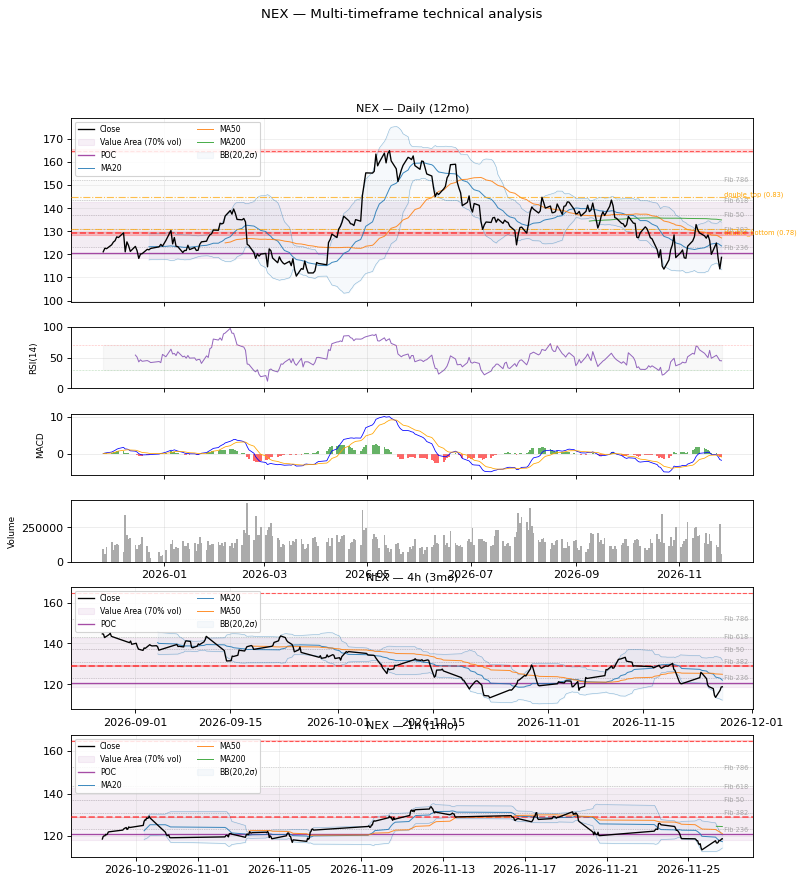 NEX — Multi-timeframe technical analysis
NEX — Daily (12mo)
Close
Value Area (70% vol)
POC
MA20
MA50
MA200
BB(20,2σ)
170
160
150
140
130
120
110
100
Fib 786
double_top (0.83)
Fib 618
Fib 50
Fib 382
bottom (0.78)
Fib 236
RSI(14)
100
50
0
MACD
10
0
Volume
250000
0
2026-01
2026-03
2026-05
2026-07
2026-09
2026-11
NEX — 4h (3mo)
Close
Value Area (70% vol)
POC
MA20
MA50
BB(20,2σ)
160
140
120
Fib 786
Fib 618
Fib 50
Fib 382
Fib 236
2026-09-01
2026-09-15
2026-10-01
2026-10-15
2026-11-01
2026-11-15
2026-12-01
NEX — 1h (1mo)
Close
Value Area (70% vol)
POC
MA20
MA50
MA200
BB(20,2σ)
160
140
120
Fib 786
Fib 618
Fib 50
Fib 382
Fib 236
2026-10-29
2026-11-01
2026-11-05
2026-11-09
2026-11-13
2026-11-17
2026-11-21
2026-11-25